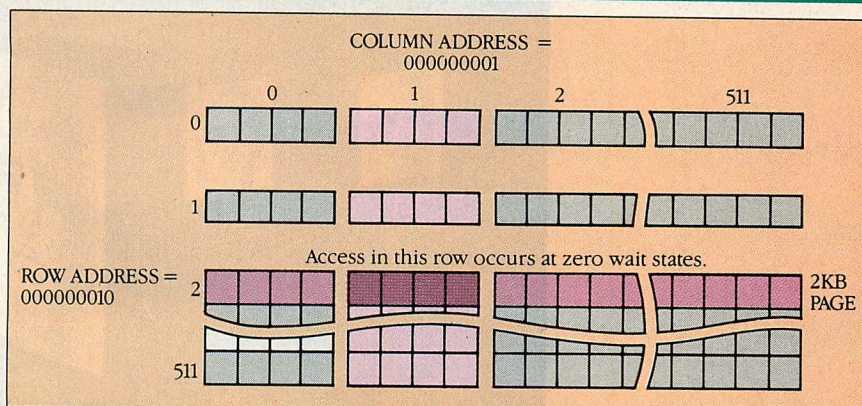 COLUMN ADDRESS =
000000001
0 1 2 511
0
1
Access in this row occurs at zero wait states.
ROW ADDRESS =
000000010
2
2KB
PAGE
511